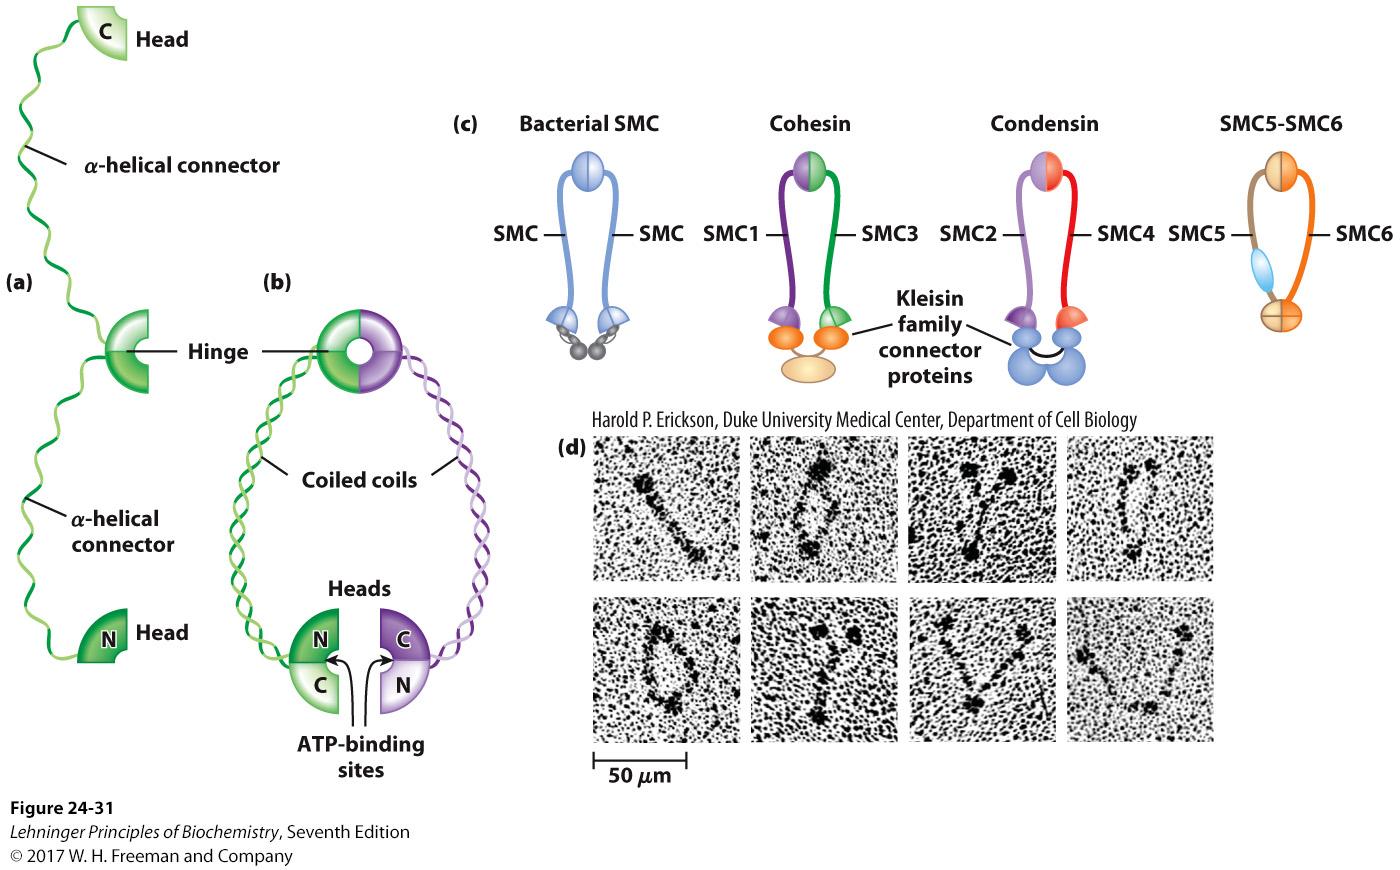 C
Head
α-helical connector
(a)
Hinge
α-helical
connector
N
Head
(b)
Coiled coils
Heads
N
C
C
N
ATP-binding
sites
(c)
Bacterial SMC
SMC
SMC
Cohesin
SMC1
SMC3
Condensin
SMC2
SMC4
SMC5-SMC6
SMC5
SMC6
Kleisin
family
connector
proteins
Harold P. Erickson, Duke University Medical Center, Department of Cell Biology
(d)
50 μm
Figure 24-31
Lehninger Principles of Biochemistry, Seventh Edition
© 2017 W. H. Freeman and Company